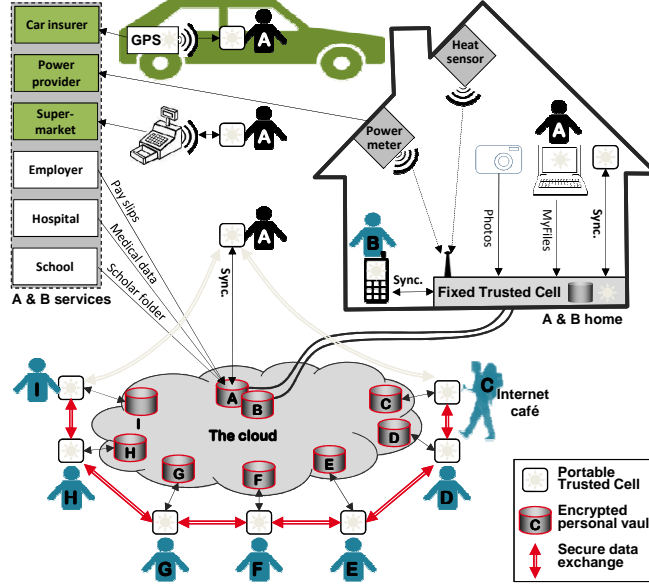 Car insurer
Power
provider
Super-
market
Employer
Hospital
School
A & B services
GPS
A
A
A
Pay slips
Medical data
Scholar folder
Sync.
Heat
sensor
Power
meter
A
B
Photos
MyFiles
Sync.
Sync.
Fixed Trusted Cell
A & B home
I
C
Internet
café
A
B
C
D
E
F
G
H
I
The cloud
H
G
F
E
D
Portable
Trusted Cell
C
Encrypted
personal vault
Secure data
exchange